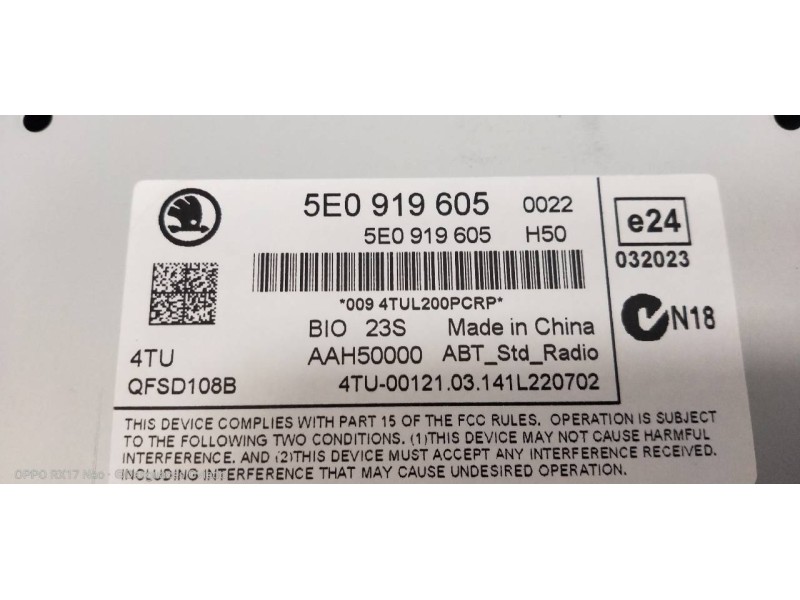 5E0 919 605 0022
5E0 919 605 H50
e24
032023
*009 4TUL200PCRP*
N18
BIO 23S Made in China
4TU AAH50000 ABT_Std_Radio
QFSD108B 4TU-00121.03.141L220702
THIS DEVICE COMPLIES WITH PART 15 OF THE FCC RULES. OPERATION IS SUBJECT
TO THE FOLLOWING TWO CONDITIONS. (1)THIS DEVICE MAY NOT CAUSE HARMFUL
INTERFERENCE. AND (2)THIS DEVICE MUST ACCEPT ANY INTERFERENCE RECEIVED.
INCLUDING INTERFERENCE THAT MAY CAUSE UNDESIRED OPERATION.
OPPO RX17 Neo